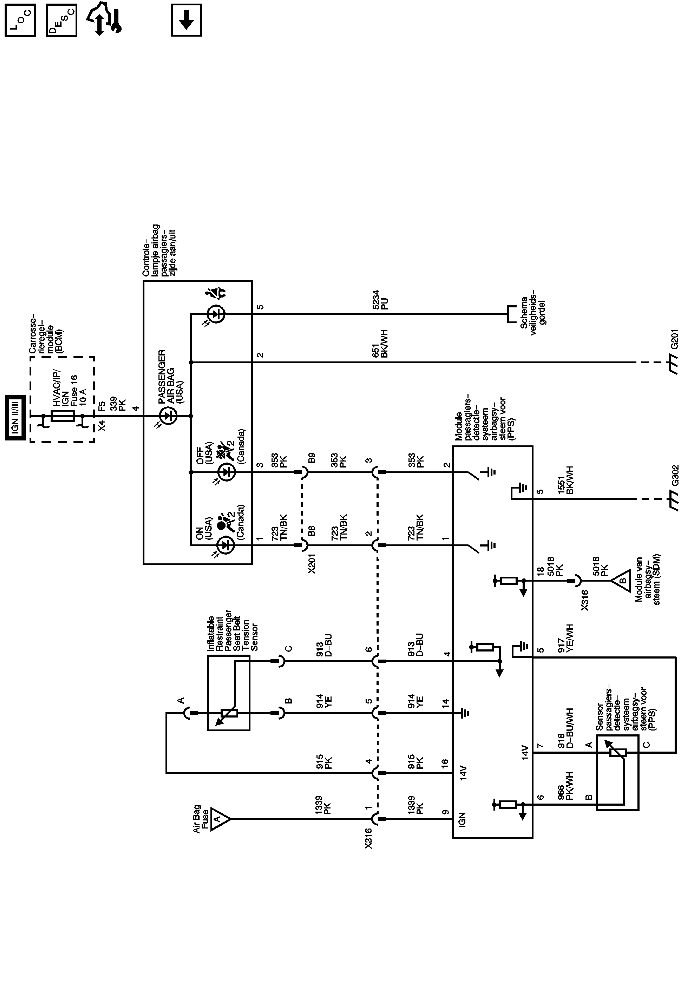 LOC
DESC
IGN II/III
Carrosse-
rieregel-
module
(BCM)
HVAC/IP/
IGN
Fuse 16
10 A
X4
F5
339
PK
4
Controle-
lampje airbag
passagiers-
zijde aan/uit
PASSENGER
AIR BAG
(USA)
OFF
(USA)
2
(Canada)
ON
(USA)
2
(Canada)
5
2
3
1
5234
PU
Schema
veiligheids-
gordel
651
BK/WH
G201
353
PK
B9
353
PK
3
353
PK
2
723
TN/BK
B8
X201
723
TN/BK
2
723
TN/BK
1
Module
passagiers-
detectie-
systeem
airbagsy-
steem voor
(PPS)
5
1551
BK/WH
G302
18
5018
PK
X316
5018
PK
B
Module van
airbagsy-
steem (SDM)
Inflatable
Restraint
Passenger
Seat Belt
Tension
Sensor
A
C
913
D-BU
6
913
D-BU
4
B
914
YE
5
914
YE
14
915
PK
4
915
PK
16
14V
Air Bag
Fuse
A
1339
PK
1
X316
1339
PK
9
IGN
5
917
YE/WH
14V
7
918
D-BU/WH
A
6
966
PK/WH
B
C
Sensor
passagiers
detectie-
systeem
airbagsy-
steem voor
(PPS)